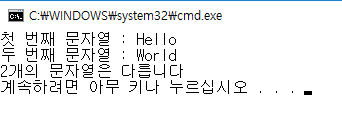 C:\WINDOWS\system32\cmd.exe
첫 번째 문자열 : Hello
두 번째 문자열 : World
2개의 문자열은 다릅니다
계속하려면 아무 키나 누르십시오 . . .